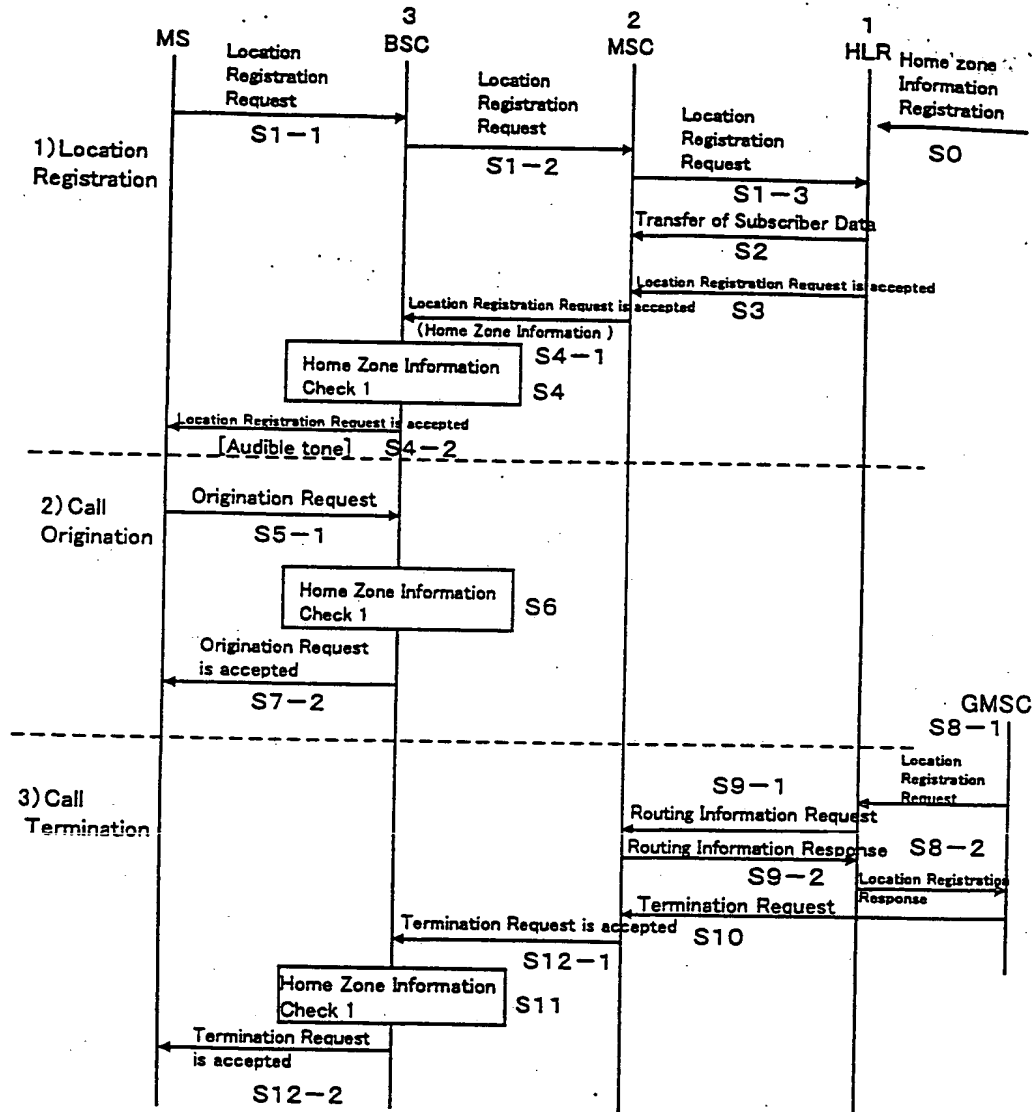 MS
3
BSC
2
MSC
1
HLR
Home zone
Information
Registration
S0
Location
Registration
Request
S1-1
Location
Registration
Request
S1-2
Location
Registration
Request
S1-3
1) Location
Registration
Transfer of Subscriber Data
S2
Location Registration Request is accepted
S3
Location Registration Request is accepted
(Home Zone Information)
S4-1
Home Zone Information
Check 1
S4
Location Registration Request is accepted
[Audible tone]
S4-2
2) Call
Origination
Origination Request
S5-1
Home Zone Information
Check 1
S6
Origination Request
is accepted
S7-2
GMSC
S8-1
3) Call
Termination
Location
Registration
Request
S9-1
Routing Information Request
Routing Information Response
S8-2
S9-2
Location Registration
Response
Termination Request
S10
Termination Request is accepted
S12-1
Home Zone Information
Check 1
S11
Termination Request
is accepted
S12-2